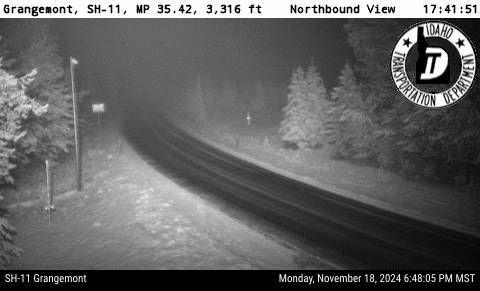 Grangemont, SH-11, MP 35.42, 3,316 ft Northbound View 17:41:51
IDAHO
TRANSPORTATION DEPARTMENT
SH-11 Grangemont Monday, November 18, 2024 6:48:05 PM MST